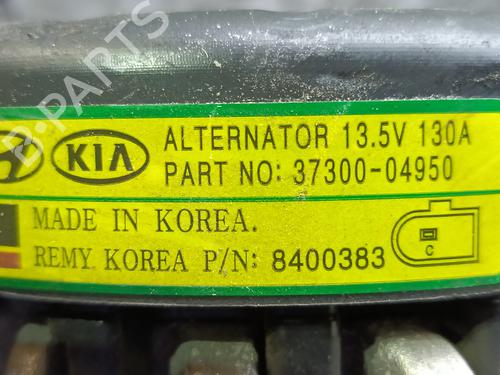 B-PARTS
KIA ALTERNATOR 13.5V 130A
PART NO: 37300-04950
MADE IN KOREA.
REMY KOREA P/N: 8400383
C